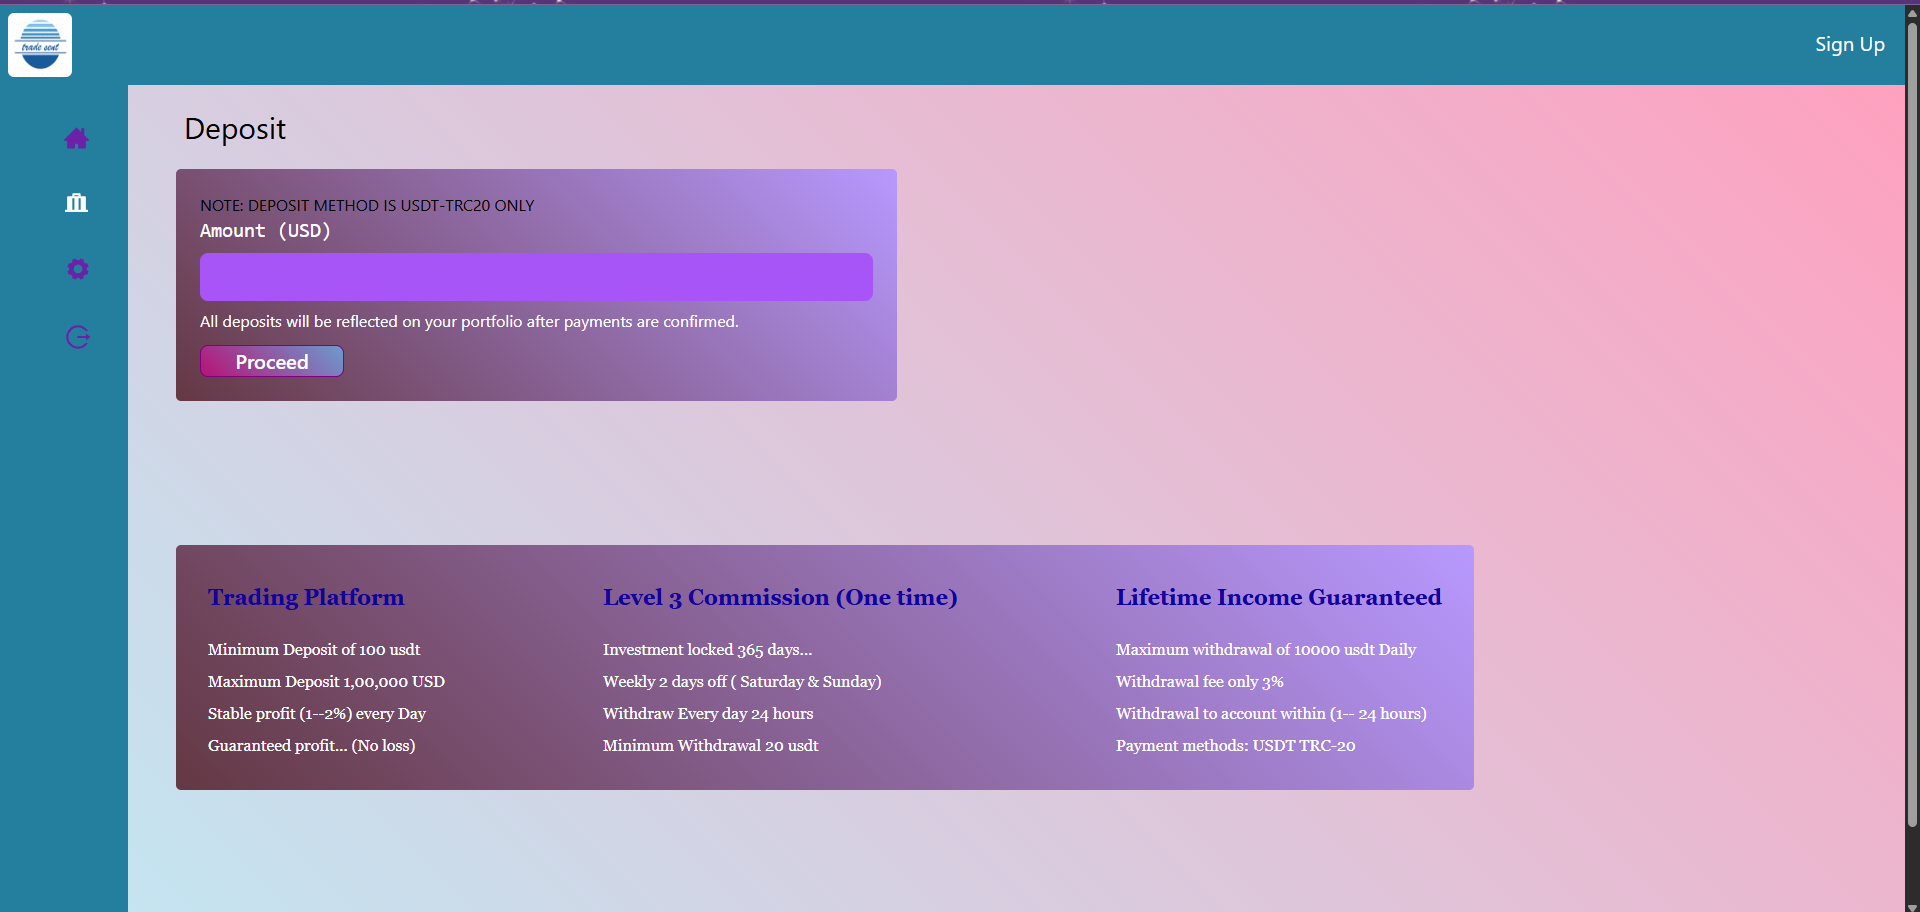 trade sent
Sign Up
Deposit
NOTE: DEPOSIT METHOD IS USDT-TRC20 ONLY
Amount (USD)
All deposits will be reflected on your portfolio after payments are confirmed.
Proceed
Trading Platform
Minimum Deposit of 100 usdt
Maximum Deposit 1,00,000 USD
Stable profit (1--2%) every Day
Guaranteed profit... (No loss)
Level 3 Commission (One time)
Investment locked 365 days...
Weekly 2 days off ( Saturday & Sunday)
Withdraw Every day 24 hours
Minimum Withdrawal 20 usdt
Lifetime Income Guaranteed
Maximum withdrawal of 10000 usdt Daily
Withdrawal fee only 3%
Withdrawal to account within (1-- 24 hours)
Payment methods: USDT TRC-20